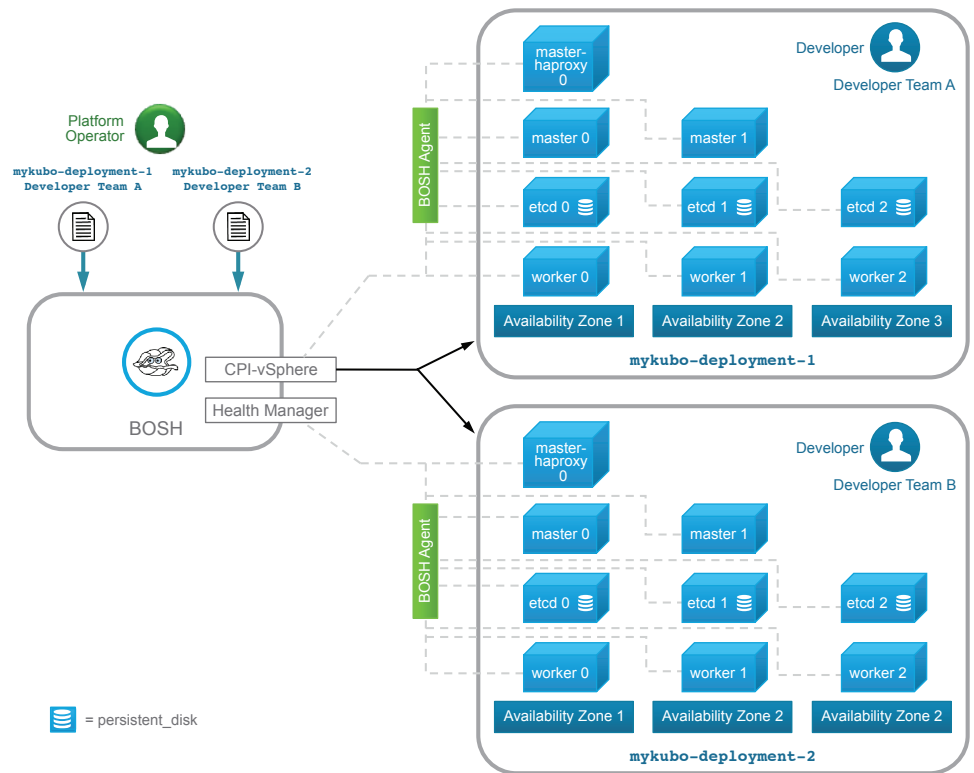 Platform
Operator
mykubo-deployment-1
Developer Team A
mykubo-deployment-2
Developer Team B
BOSH
CPI-vSphere
Health Manager
= persistent_disk
BOSH Agent
master-
haproxy
0
Developer
Developer Team A
master 0
master 1
etcd 0
etcd 1
etcd 2
worker 0
worker 1
worker 2
Availability Zone 1
Availability Zone 2
Availability Zone 3
mykubo-deployment-1
BOSH Agent
master-
haproxy
0
Developer
Developer Team B
master 0
master 1
etcd 0
etcd 1
etcd 2
worker 0
worker 1
worker 2
Availability Zone 1
Availability Zone 2
Availability Zone 2
mykubo-deployment-2